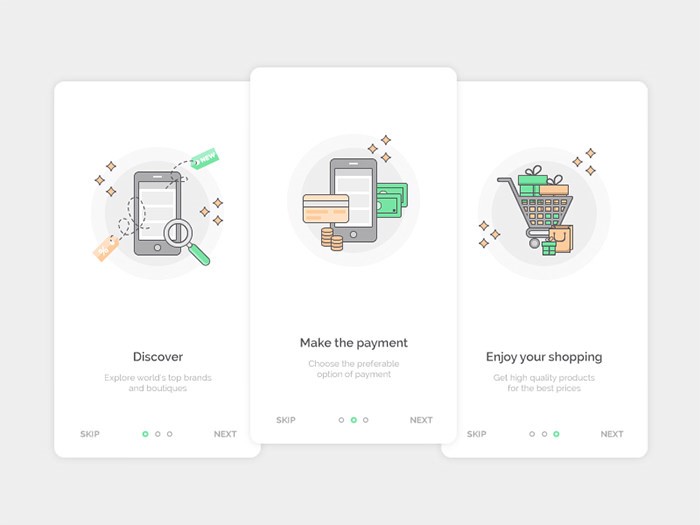 NEW
%
Discover
Explore world's top brands
and boutiques
SKIP
NEXT
Make the payment
Choose the preferable
option of payment
SKIP
NEXT
Enjoy your shopping
Get high quality products
for the best prices
SKIP
NEXT